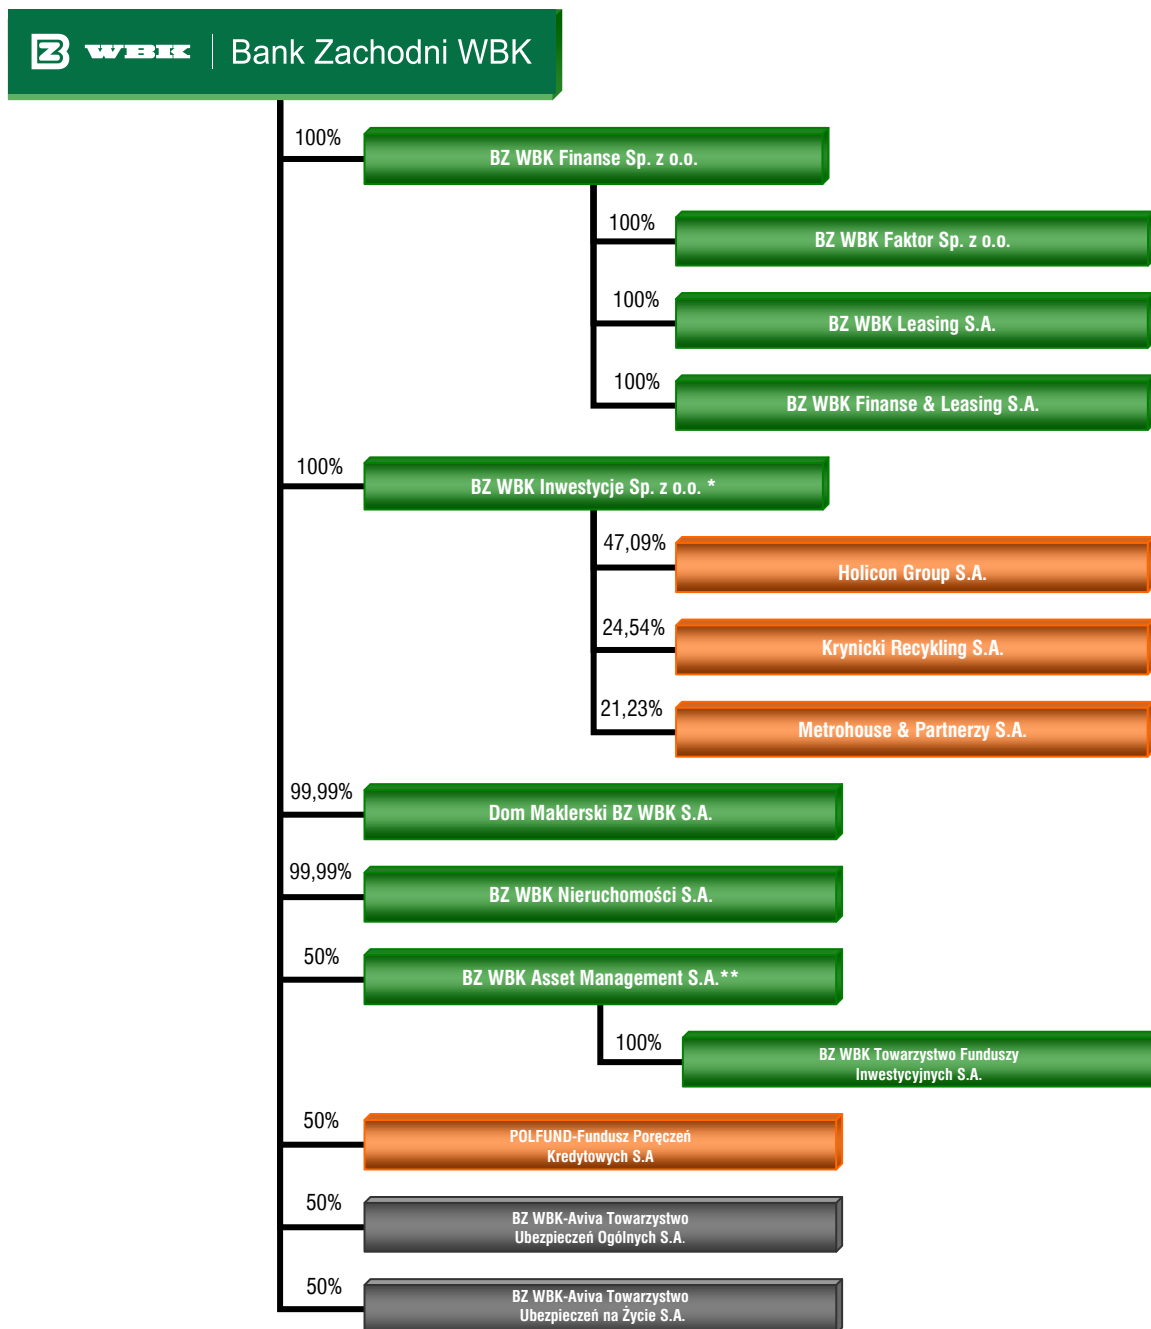 BZ WBK | Bank Zachodni WBK
100%
BZ WBK Finanse Sp. z o.o.
100%
BZ WBK Faktor Sp. z o.o.
100%
BZ WBK Leasing S.A.
100%
BZ WBK Finanse & Leasing S.A.
100%
BZ WBK Inwestycje Sp. z o.o. *
47,09%
Holicon Group S.A.
24,54%
Krynicki Recykling S.A.
21,23%
Metrohouse & Partnerzy S.A.
99,99%
Dom Maklerski BZ WBK S.A.
99,99%
BZ WBK Nieruchomości S.A.
50%
BZ WBK Asset Management S.A.**
100%
BZ WBK Towarzystwo Funduszy
Inwestycyjnych S.A.
50%
POLFUND-Fundusz Poręczeń
Kredytowych S.A
50%
BZ WBK-Aviva Towarzystwo
Ubezpieczeń Ogólnych S.A.
50%
BZ WBK-Aviva Towarzystwo
Ubezpieczeń na Życie S.A.